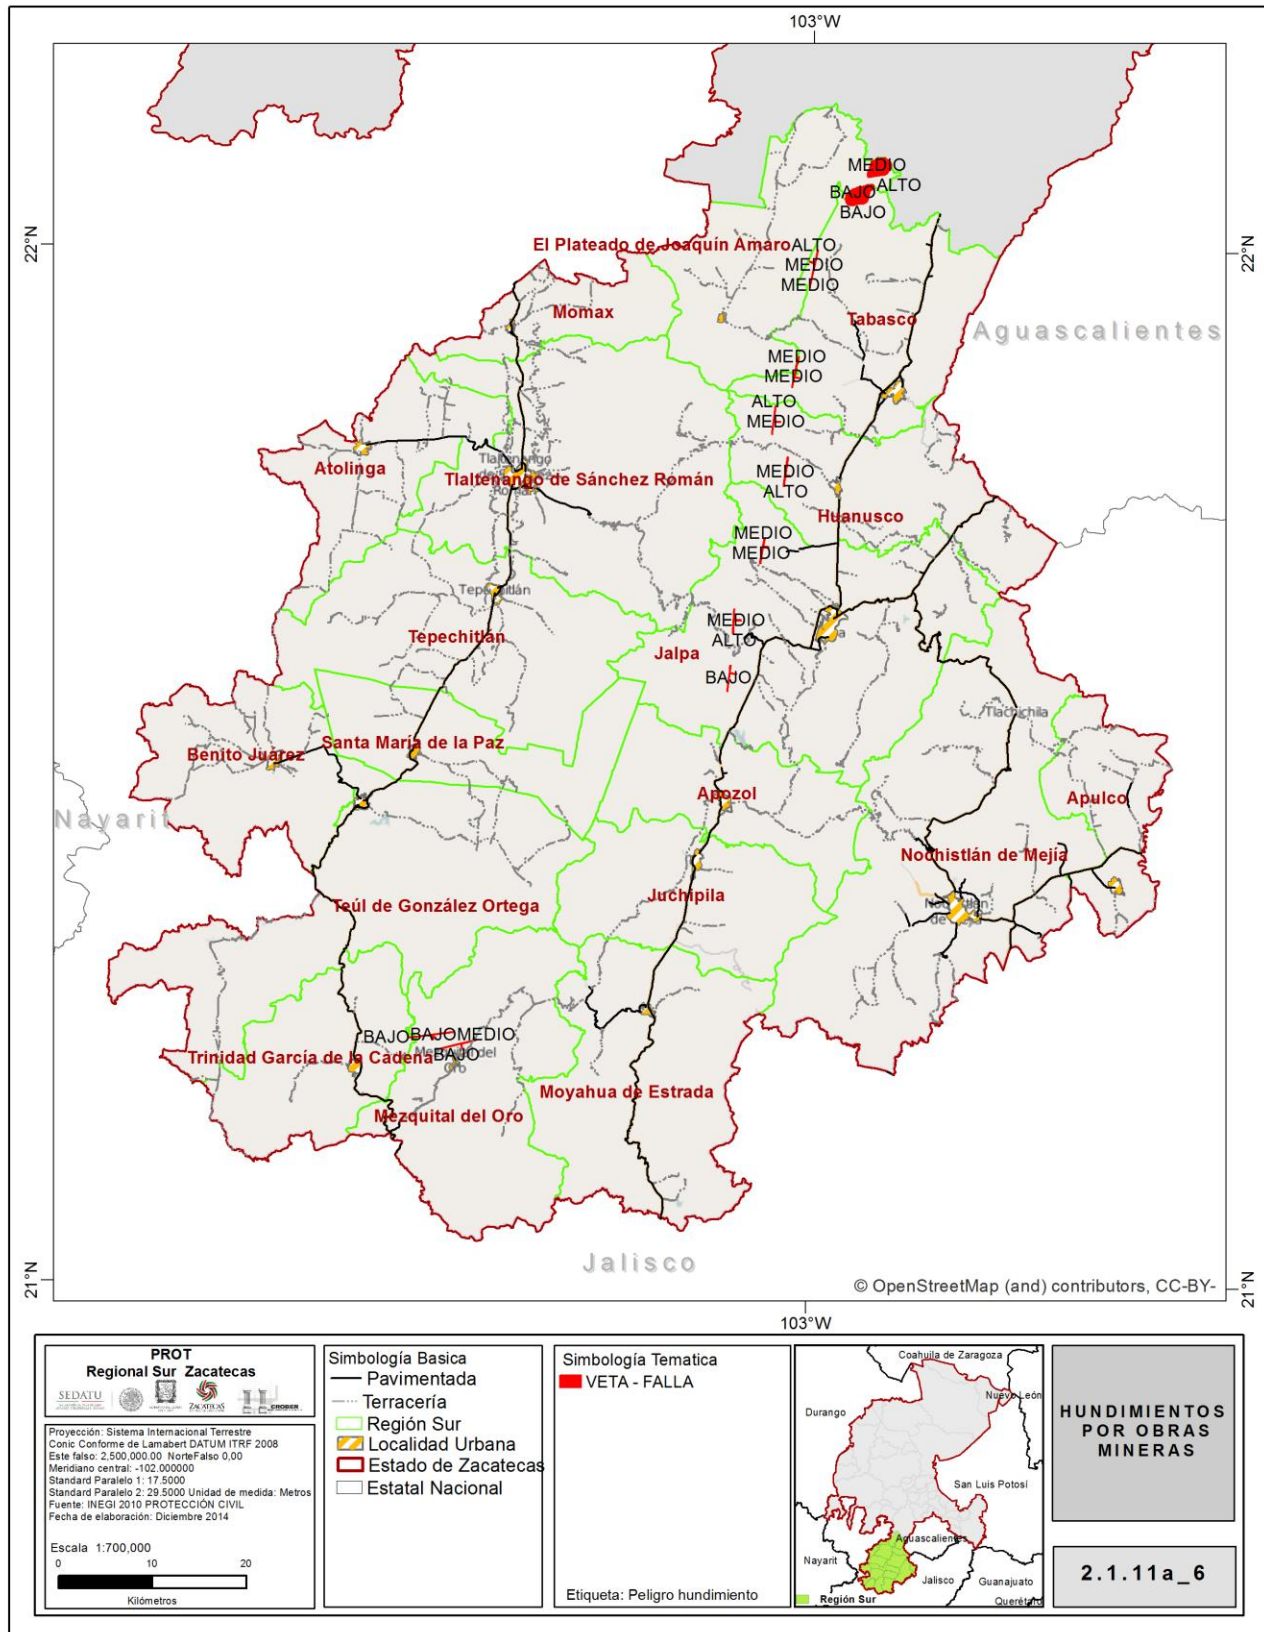 103°W
MEDIO
ALTO
BAJO
BAJO
22°N
22°N
El Plateado de Joaquín Amaro
ALTO
MEDIO
MEDIO
Momax
Tabasco
Aguascalientes
MEDIO
MEDIO
ALTO
MEDIO
Atolinga
Tlaltenango de Sánchez Román
MEDIO
ALTO
Huanusco
MEDIO
MEDIO
Tepechitlán
Tepechitlán
MEDIO
ALTO
Jalpa
BAJO
Tlachichila
Benito Juárez
Santa María de la Paz
Nayarit
Apozol
Apulco
Nochistlán de Mejía
Juchipila
Teúl de González Ortega
BAJO
BAJO
MEDIO
Trinidad García de la Cadena
BAJO
Mezquital del
Oro
Moyahua de Estrada
Mezquital del Oro
Jalisco
21°N
21°N
© OpenStreetMap (and) contributors, CC-BY-
103°W
PROT
Regional Sur Zacatecas
SEDATU
ZACATECAS
CROBER
Proyección: Sistema Internacional Terrestre
Conic Conforme de Lamabert DATUM ITRF 2008
Este falso: 2,500,000.00 NorteFalso 0,00
Meridiano central: -102.000000
Standard Paralelo 1: 17.5000
Standard Paralelo 2: 29.5000 Unidad de medida: Metros
Fuente: INEGI 2010 PROTECCIÓN CIVIL
Fecha de elaboración: Diciembre 2014
Escala 1:700,000
0 10 20
Kilómetros
Simbología Basica
Pavimentada
Terracería
Región Sur
Localidad Urbana
Estado de Zacatecas
Estatal Nacional
Simbología Tematica
VETA - FALLA
Etiqueta: Peligro hundimiento
Coahuila de Zaragoza
Nuevo León
Durango
San Luis Potosí
Aguascalientes
Nayarit
Jalisco
Guanajuato
Querétaro
Región Sur
HUNDIMIENTOS
POR OBRAS
MINERAS
2.1.11a_6